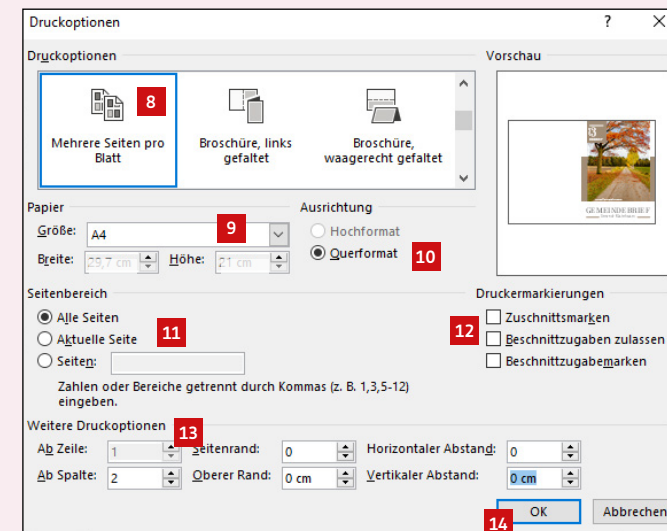 Druckoptionen ? X
Druckoptionen
Vorschau
8
Mehrere Seiten pro
Blatt
Broschüre, links
gefaltet
Broschüre,
waagerecht gefaltet
GEMEINDEBRIEF
Papier
Größe: A4 9
Breite: 29,7 cm Höhe: 21 cm
Ausrichtung
Hochformat
Querformat 10
Seitenbereich
Alle Seiten
Aktuelle Seite 11
Seiten:
Zahlen oder Bereiche getrennt durch Kommas (z. B. 1,3,5-12)
eingeben.
Druckermarkierungen
12
Zuschnittsmarken
Beschnittzugaben zulassen
Beschnittzugabemarken
Weitere Druckoptionen
13
Ab Zeile: 1 Seitenrand: 0 Horizontaler Abstand: 0
Ab Spalte: 2 Oberer Rand: 0 cm Vertikaler Abstand: 0 cm
14 OK Abbrechen